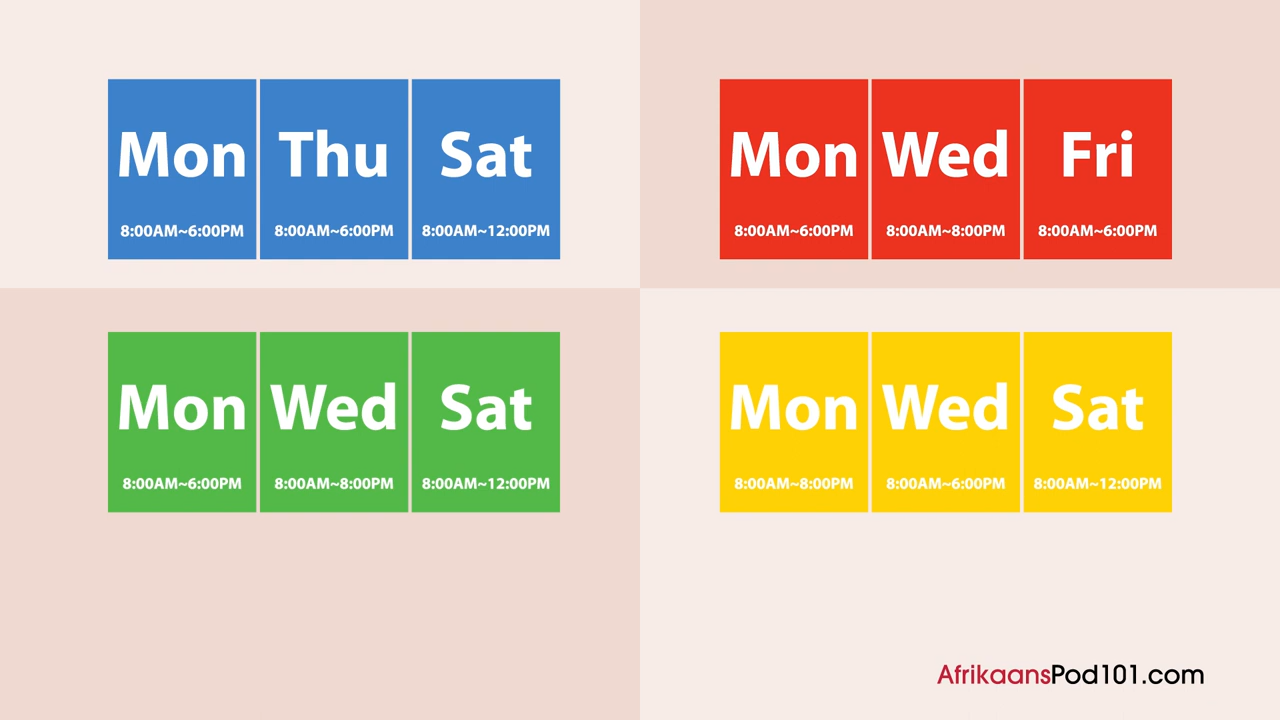 Mon Thu Sat
8:00AM~6:00PM 8:00AM~6:00PM 8:00AM~12:00PM
Mon Wed Fri
8:00AM~6:00PM 8:00AM~8:00PM 8:00AM~6:00PM
Mon Wed Sat
8:00AM~6:00PM 8:00AM~8:00PM 8:00AM~12:00PM
Mon Wed Sat
8:00AM~8:00PM 8:00AM~6:00PM 8:00AM~12:00PM
AfrikaansPod101.com